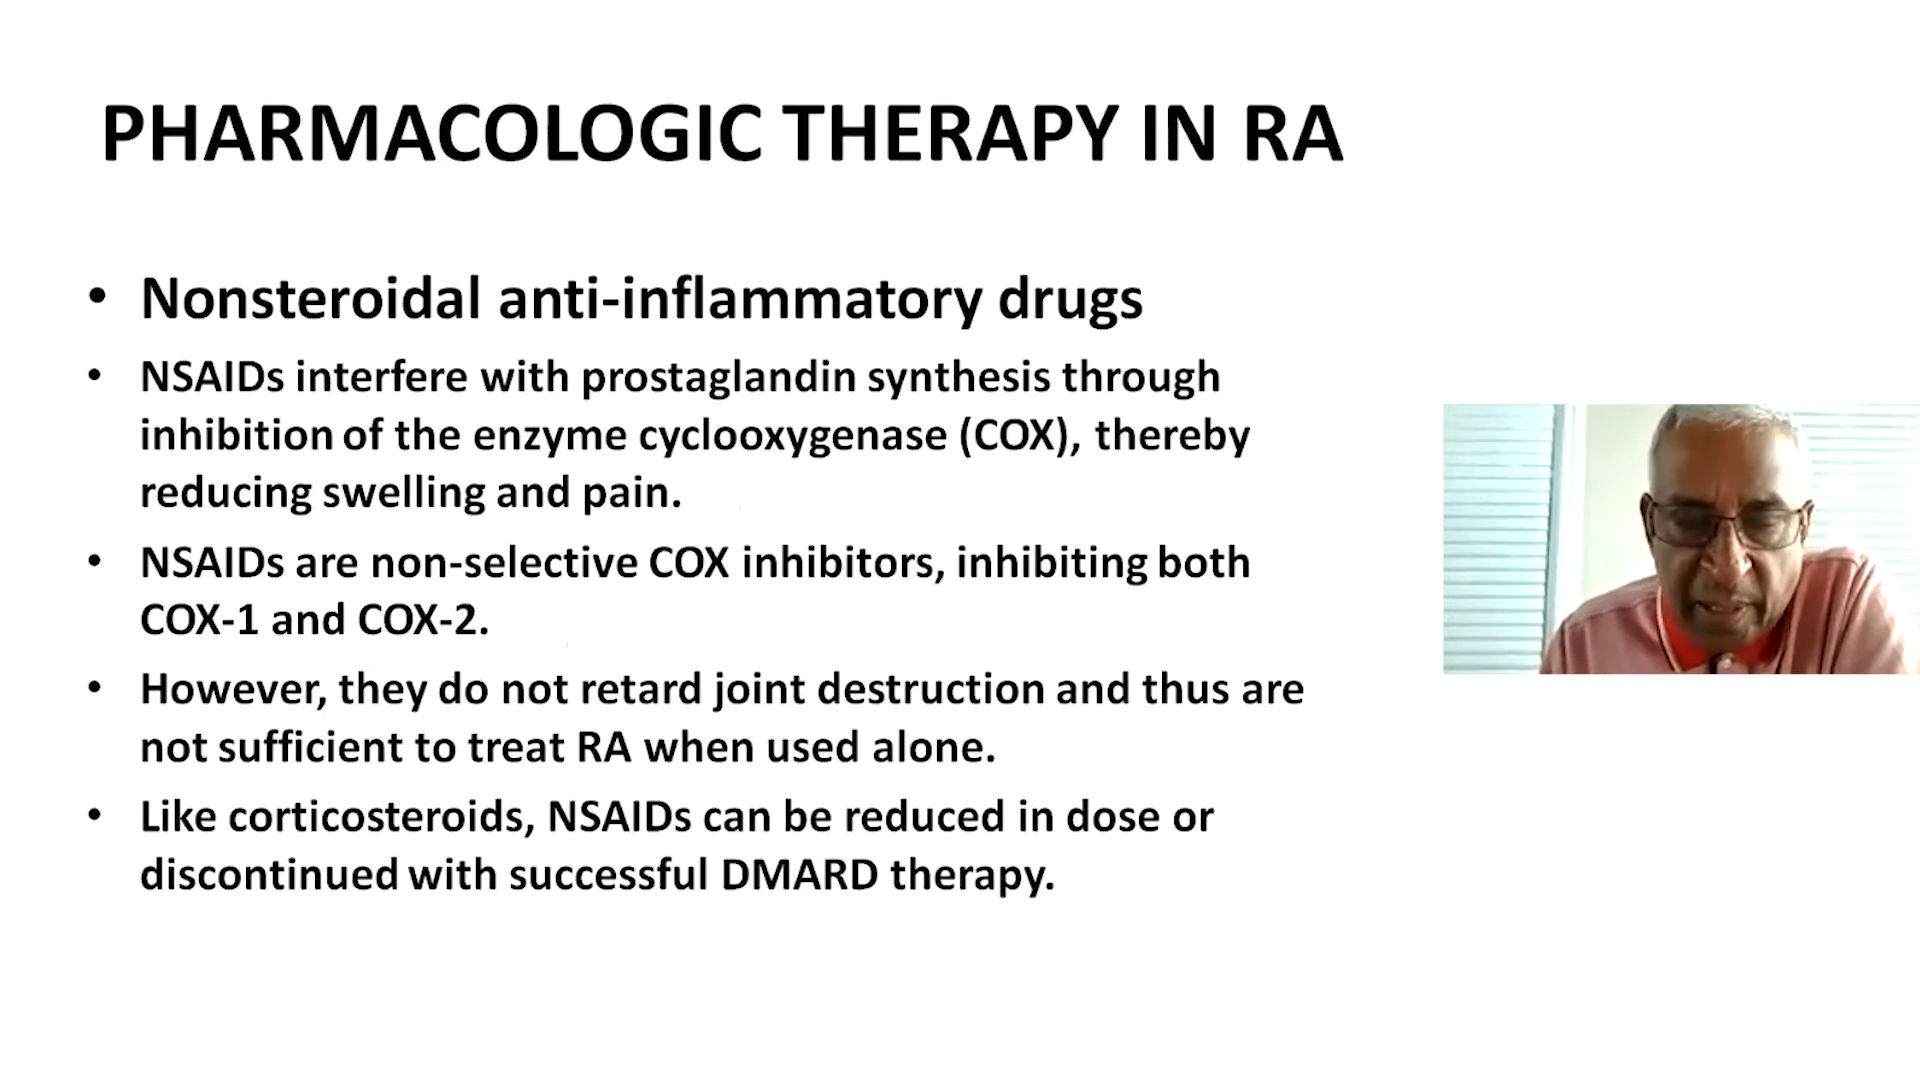 PHARMACOLOGIC THERAPY IN RA
• Nonsteroidal anti-inflammatory drugs
• NSAIDs interfere with prostaglandin synthesis through
inhibition of the enzyme cyclooxygenase (COX), thereby
reducing swelling and pain.
• NSAIDs are non-selective COX inhibitors, inhibiting both
COX-1 and COX-2.
• However, they do not retard joint destruction and thus are
not sufficient to treat RA when used alone.
• Like corticosteroids, NSAIDs can be reduced in dose or
discontinued with successful DMARD therapy.